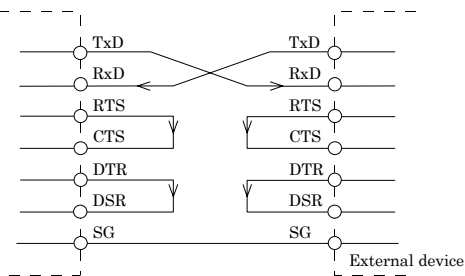 TxD TxD
RxD RxD
RTS RTS
CTS CTS
DTR DTR
DSR DSR
SG SG
External device